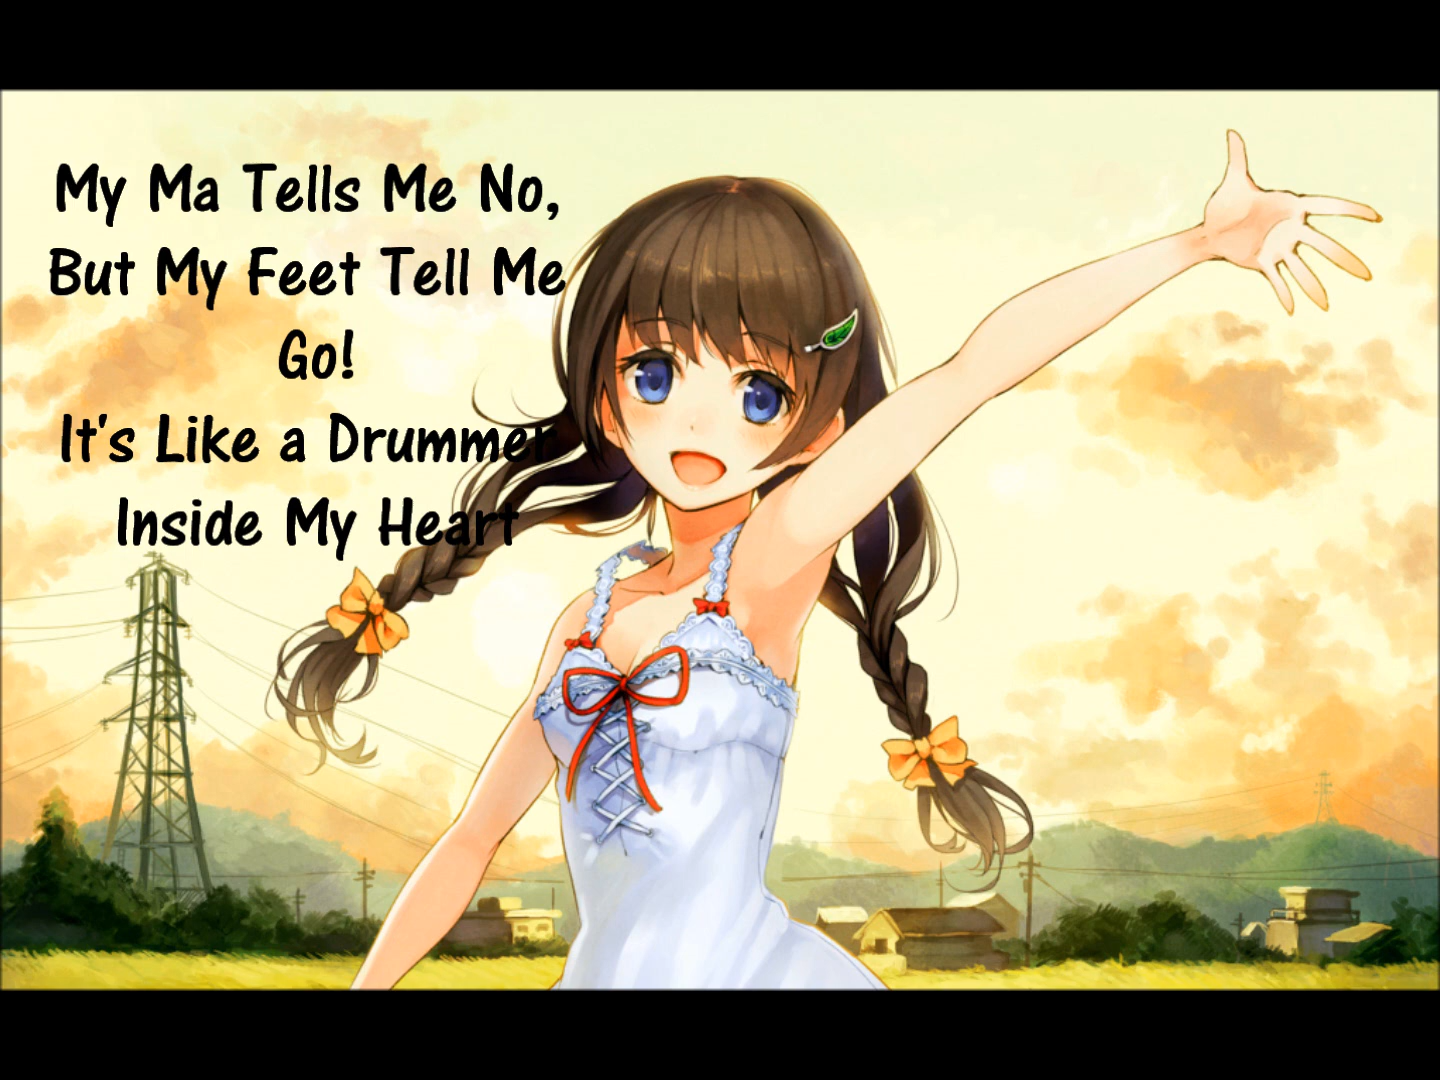 My Ma Tells Me No,
But My Feet Tell Me
Go!
It's Like a Drummer
Inside My Heart